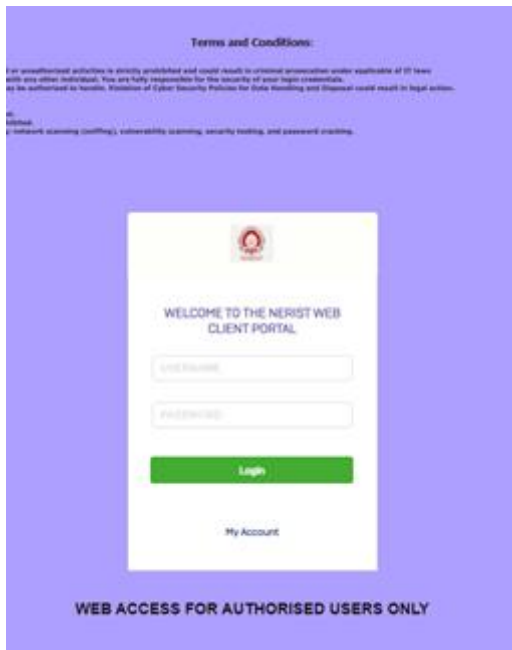 Terms and Conditions:
or unauthorized activities is strictly prohibited and could result in criminal prosecution under applicable of IT laws
with any other individual. You are fully responsible for the security of your login credentials.
may be authorized to handle. Violation of Cyber Security Policies for Data Handling and Disposal could result in legal action.
network scanning (sniffing), vulnerability scanning, security testing, and password cracking.
WELCOME TO THE NERIST WEB
CLIENT PORTAL
USERNAME
PASSWORD
Login
My Account
WEB ACCESS FOR AUTHORISED USERS ONLY